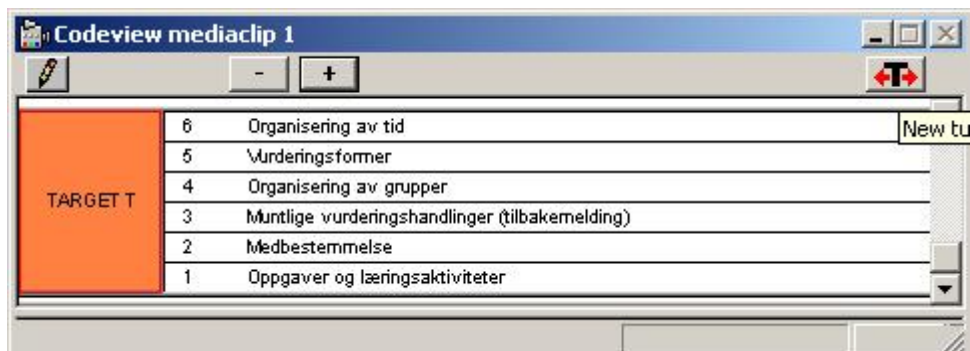 Codeview mediaclip 1
- +
T
New tu
TARGET T
6 Organisering av tid
5 Vurderingsformer
4 Organisering av grupper
3 Muntlige vurderingshandlinger (tilbakemelding)
2 Medbestemmelse
1 Oppgaver og læringsaktiviteter